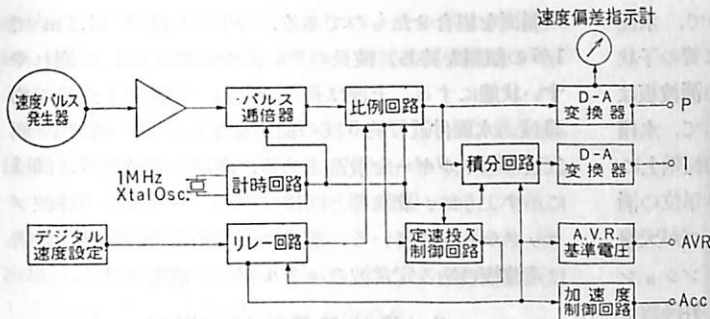 速度偏差指示計
速度パルス
発生器
パルス
逓倍器
比例回路
D-A
変換器
P
1MHz
Xtal Osc.
計時回路
積分回路
D-A
変換器
I
デジタル
速度設定
リレー回路
定速投入
制御回路
A.V.R.
基準電圧
AVR
加速度
制御回路
Acc